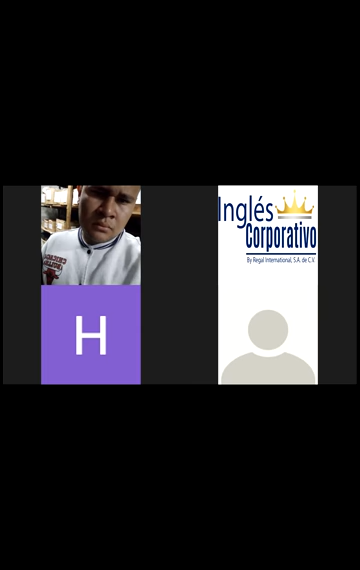 Inglés
Corporativo
By Regal International, S.A. de C.V.
H